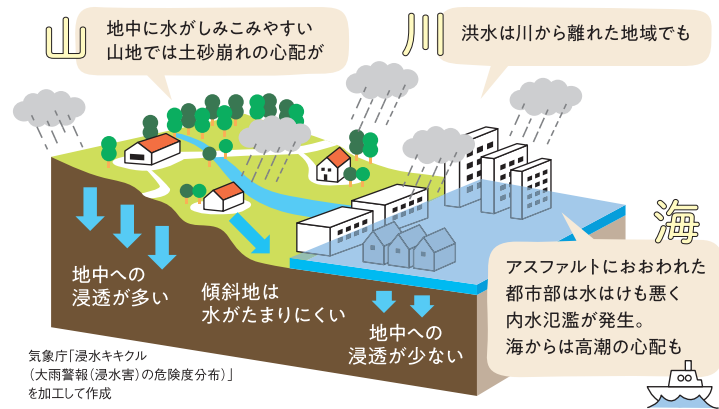 山
地中に水がしみこみやすい
山地では土砂崩れの心配が
川
洪水は川から離れた地域でも
海
アスファルトにおおわれた
都市部は水はけも悪く
内水氾濫が発生。
海からは高潮の心配も
地中への
浸透が多い
傾斜地は
水がたまりにくい
地中への
浸透が少ない
気象庁「浸水キキクル
（大雨警報（浸水害）の危険度分布）」
を加工して作成